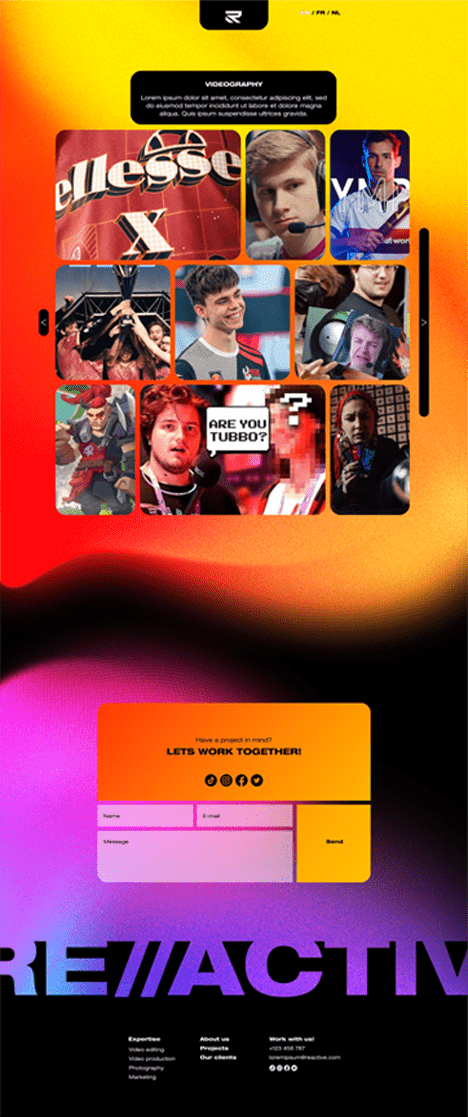 EN / FR / NL
VIDEOGRAPHY
Lorem ipsum dolor sit amet, consectetur adipiscing elit, sed
do eiusmod tempor incididunt ut labore et dolore magna
aliqua. Quis ipsum suspendisse ultrices gravida.
ellesse
X
ARE YOU
TUBBO?
?
<
>
Have a project in mind?
LETS WORK TOGETHER!
Name
E-mail
Message
Send
RE//ACTIV
Expertise
Video editing
Video production
Photography
Marketing
About us
Projects
Our clients
Work with us!
+123 456 787
loremipsum@reactive.com